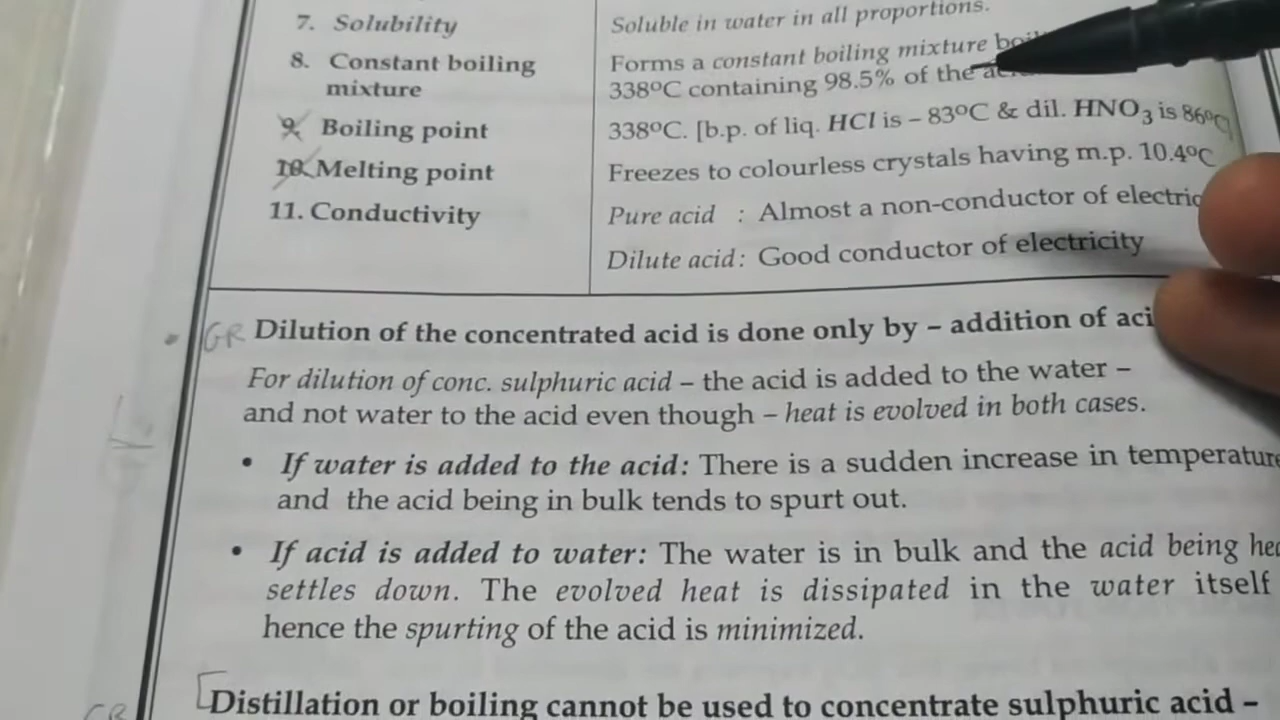 7. Solubility
Soluble in water in all proportions.
8. Constant boiling
mixture
Forms a constant boiling mixture
338ºC containing 98.5% of the
9. Boiling point
338ºC. [b.p. of liq. HCl is – 83ºC & dil. HNO3 is 86ºC
10. Melting point
Freezes to colourless crystals having m.p. 10.4ºC
11. Conductivity
Pure acid : Almost a non-conductor of
Dilute acid: Good conductor of electricity
GR Dilution of the concentrated acid is done only by – addition of
For dilution of conc. sulphuric acid – the acid is added to the water –
and not water to the acid even though – heat is evolved in both cases.
• If water is added to the acid: There is a sudden increase in temperature
and the acid being in bulk tends to spurt out.
• If acid is added to water: The water is in bulk and the acid being
settles down. The evolved heat is dissipated in the water itself
hence the spurting of the acid is minimized.
GR Distillation or boiling cannot be used to concentrate sulphuric acid –